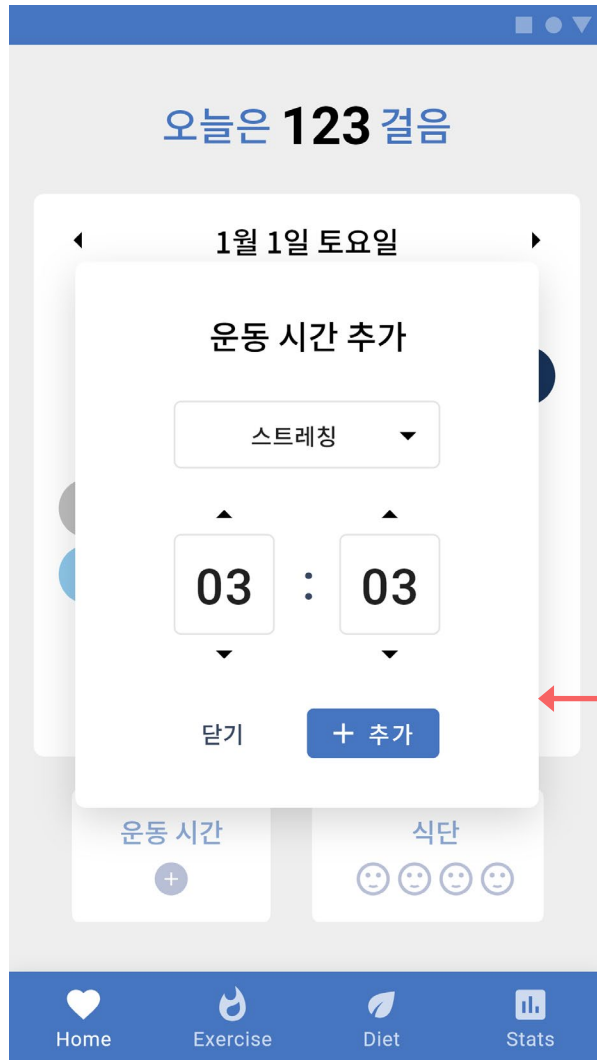 오늘은 123 걸음
1월 1일 토요일
운동 시간 추가
스트레칭
03 : 03
닫기 + 추가
운동 시간 식단
Home Exercise Diet Stats